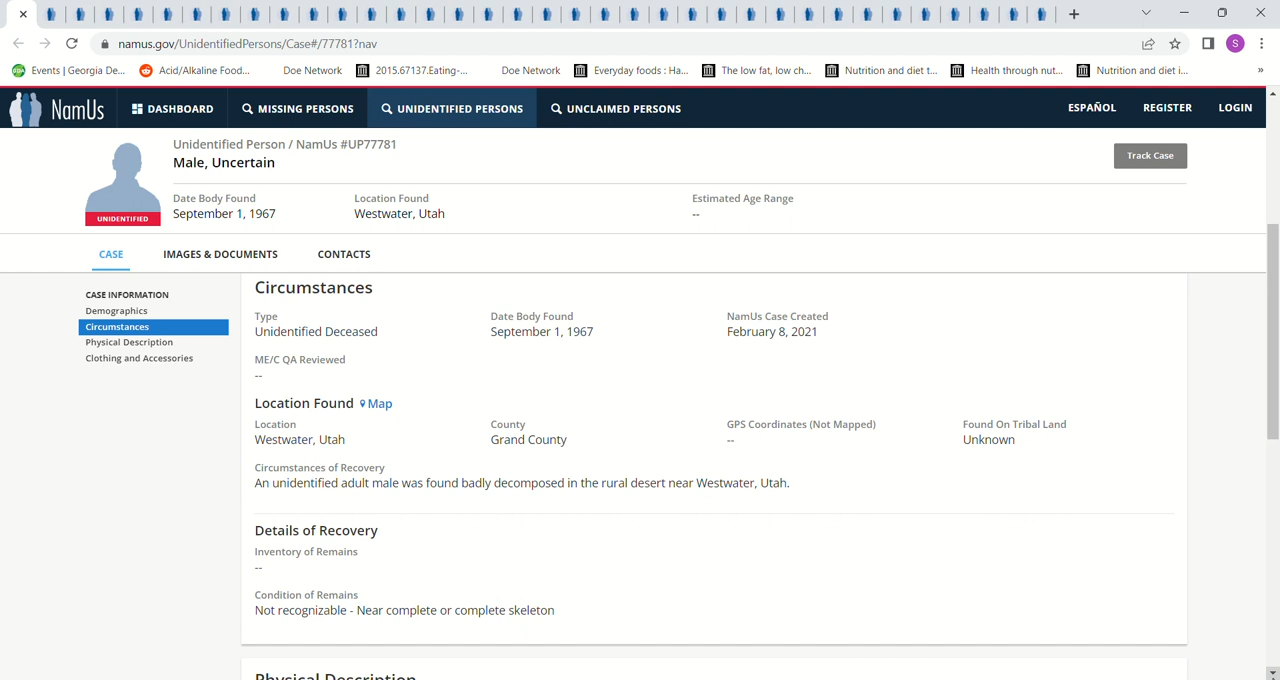 namus.gov/UnidentifiedPersons/Case#/77781?nav
S
Events | Georgia De...
Acid/Alkaline Food...
Doe Network
2015.67137.Eating-...
Doe Network
Everyday foods : Ha...
The low fat, low ch...
Nutrition and diet t...
Health through nut...
Nutrition and diet i...
»
NamUs
DASHBOARD
MISSING PERSONS
UNIDENTIFIED PERSONS
UNCLAIMED PERSONS
ESPAÑOL
REGISTER
LOGIN
Unidentified Person / NamUs #UP77781
Male, Uncertain
Track Case
UNIDENTIFIED
Date Body Found
September 1, 1967
Location Found
Westwater, Utah
Estimated Age Range
--
CASE
IMAGES & DOCUMENTS
CONTACTS
CASE INFORMATION
Demographics
Circumstances
Physical Description
Clothing and Accessories
Circumstances
Type
Unidentified Deceased
Date Body Found
September 1, 1967
NamUs Case Created
February 8, 2021
ME/C QA Reviewed
--
Location Found Map
Location
Westwater, Utah
County
Grand County
GPS Coordinates (Not Mapped)
--
Found On Tribal Land
Unknown
Circumstances of Recovery
An unidentified adult male was found badly decomposed in the rural desert near Westwater, Utah.
Details of Recovery
Inventory of Remains
--
Condition of Remains
Not recognizable - Near complete or complete skeleton
Physical Description